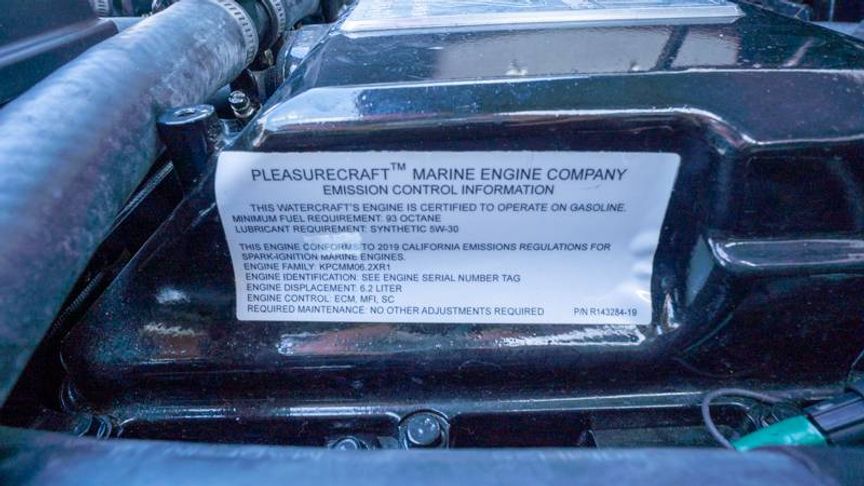 PLEASURECRAFT™ MARINE ENGINE COMPANY
EMISSION CONTROL INFORMATION
THIS WATERCRAFT'S ENGINE IS CERTIFIED TO OPERATE ON GASOLINE.
MINIMUM FUEL REQUIREMENT: 93 OCTANE
LUBRICANT REQUIREMENT: SYNTHETIC 5W-30
THIS ENGINE CONFORMS TO 2019 CALIFORNIA EMISSIONS REGULATIONS FOR
SPARK-IGNITION MARINE ENGINES.
ENGINE FAMILY: KPCMM06.2XR1
ENGINE IDENTIFICATION: SEE ENGINE SERIAL NUMBER TAG
ENGINE DISPLACEMENT: 6.2 LITER
ENGINE CONTROL: ECM, MFI, SC
REQUIRED MAINTENANCE: NO OTHER ADJUSTMENTS REQUIRED P/N R143284-19